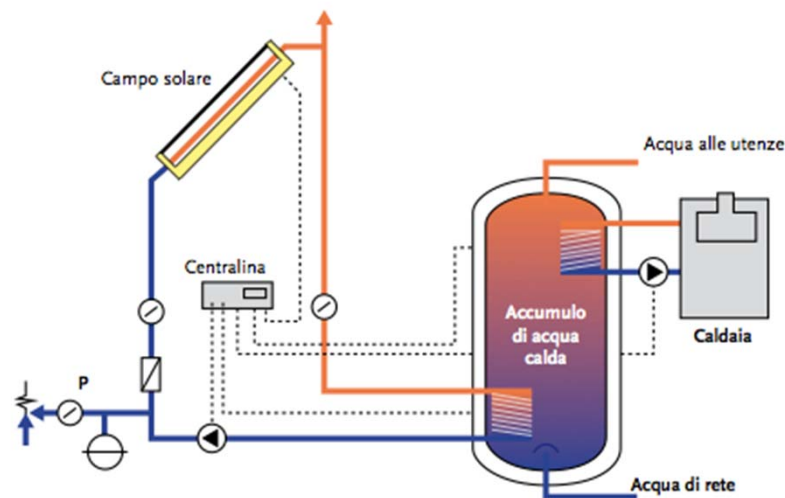 Campo solare
Acqua alle utenze
Centralina
Accumulo
di acqua
calda
Caldaia
P
Acqua di rete